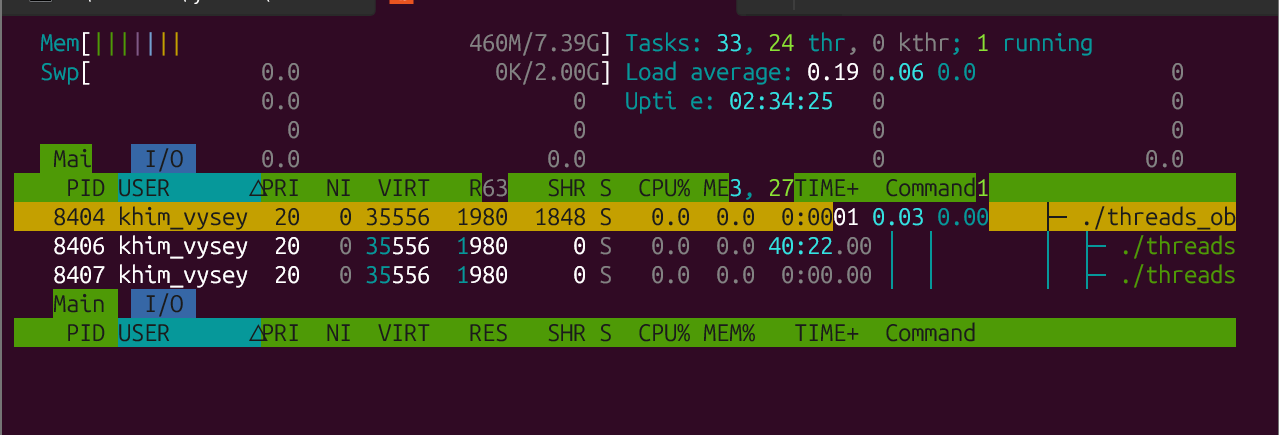 Mem[|||||||| 460M/7.39G] Tasks: 33, 24 thr, 0 kthr; 1 running
Swp[ 0.0 0K/2.00G] Load average: 0.19 0.06 0.0 0
0.0 0 Upti e: 02:34:25 0
0 0 0
Mai I/O 0.0 0.0 0 0.0
PID USER △PRI NI VIRT R63 SHR S CPU% ME3, 27TIME+ Command1
8404 khim_vysey 20 0 35556 1980 1848 S 0.0 0.0 0:0001 0.03 0.00 ├─ ./threads_ob
8406 khim_vysey 20 0 35556 1980 0 S 0.0 0.0 40:22.00 │ │ │ ├─ ./threads
8407 khim_vysey 20 0 35556 1980 0 S 0.0 0.0 0:00.00 │ │ │ ├─ ./threads
Main I/O
PID USER △PRI NI VIRT RES SHR S CPU% MEM% TIME+ Command